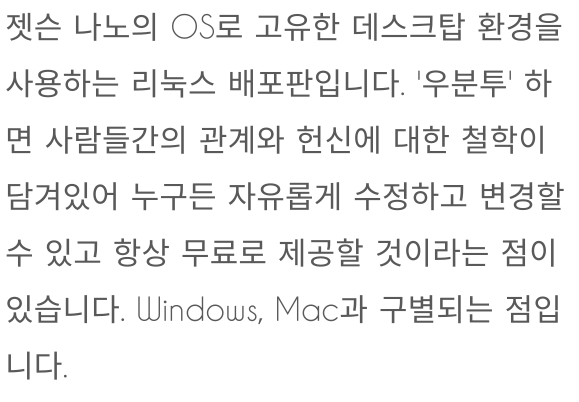 젯슨 나노의 OS로 고유한 데스크탑 환경을
사용하는 리눅스 배포판입니다. '우분투' 하
면 사람들간의 관계와 헌신에 대한 철학이
담겨있어 누구든 자유롭게 수정하고 변경할
수 있고 항상 무료로 제공할 것이라는 점이
있습니다. Windows, Mac과 구별되는 점입
니다.